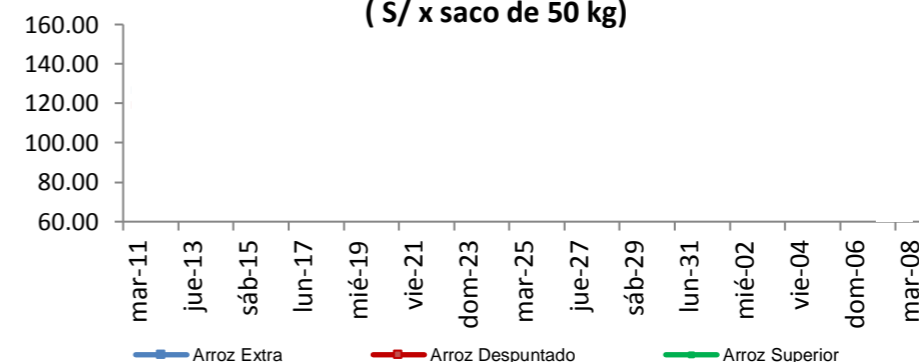 ( S/ x saco de 50 kg)
160.00
140.00
120.00
100.00
80.00
60.00
mar-11
jue-13
sáb-15
lun-17
mié-19
vie-21
dom-23
mar-25
jue-27
sáb-29
lun-31
mié-02
vie-04
dom-06
mar-08
Arroz Extra Arroz Despuntado Arroz Superior